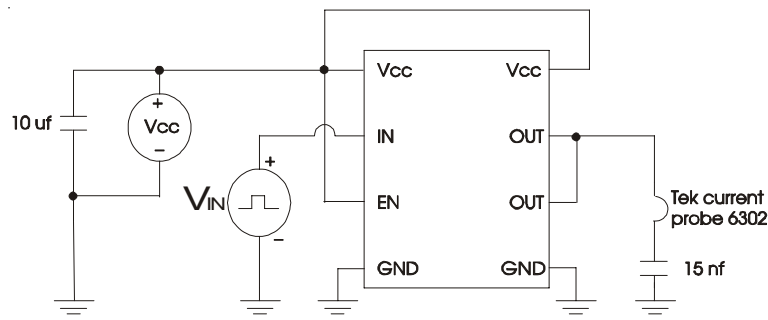 Vcc
Vcc
10 uf
+
Vcc
−
IN
OUT
+
VIN
−
EN
OUT
Tek current
probe 6302
GND
GND
15 nf